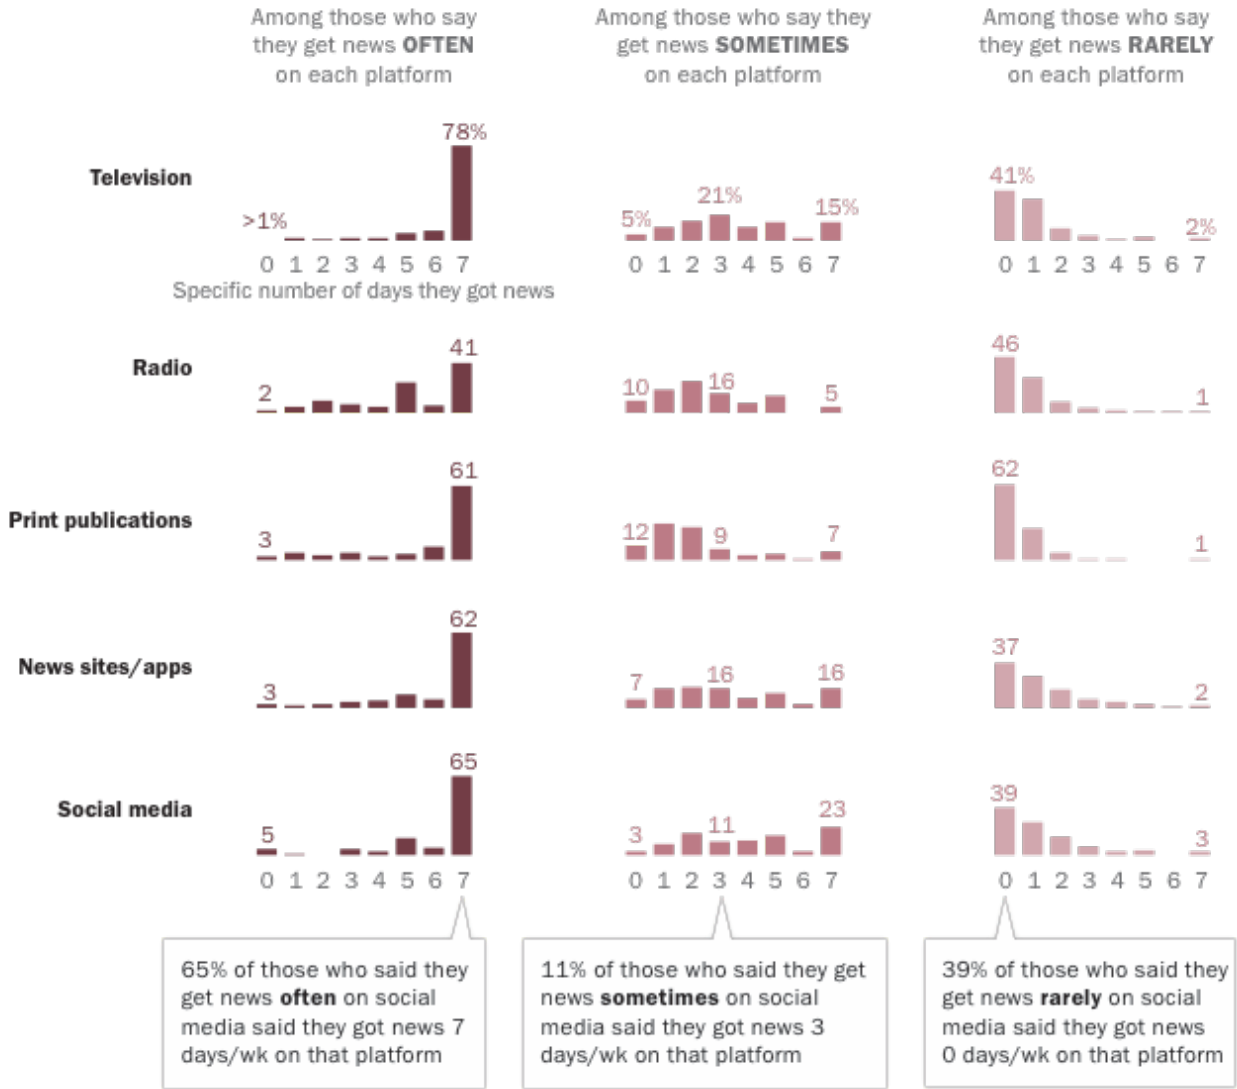 Among those who say
they get news OFTEN
on each platform
Among those who say they
get news SOMETIMES
on each platform
Among those who say
they get news RARELY
on each platform
Television
>1% 78%
0 1 2 3 4 5 6 7
5% 21% 15%
0 1 2 3 4 5 6 7
41% 2%
0 1 2 3 4 5 6 7
Specific number of days they got news
Radio
2 41
10 16 5
46 1
Print publications
3 61
12 9 7
62 1
News sites/apps
3 62
7 16 16
37 2
Social media
5 65
0 1 2 3 4 5 6 7
3 11 23
0 1 2 3 4 5 6 7
39 3
0 1 2 3 4 5 6 7
65% of those who said they
get news often on social
media said they got news 7
days/wk on that platform
11% of those who said they get
news sometimes on social
media said they got news 3
days/wk on that platform
39% of those who said they
get news rarely on social
media said they got news
0 days/wk on that platform